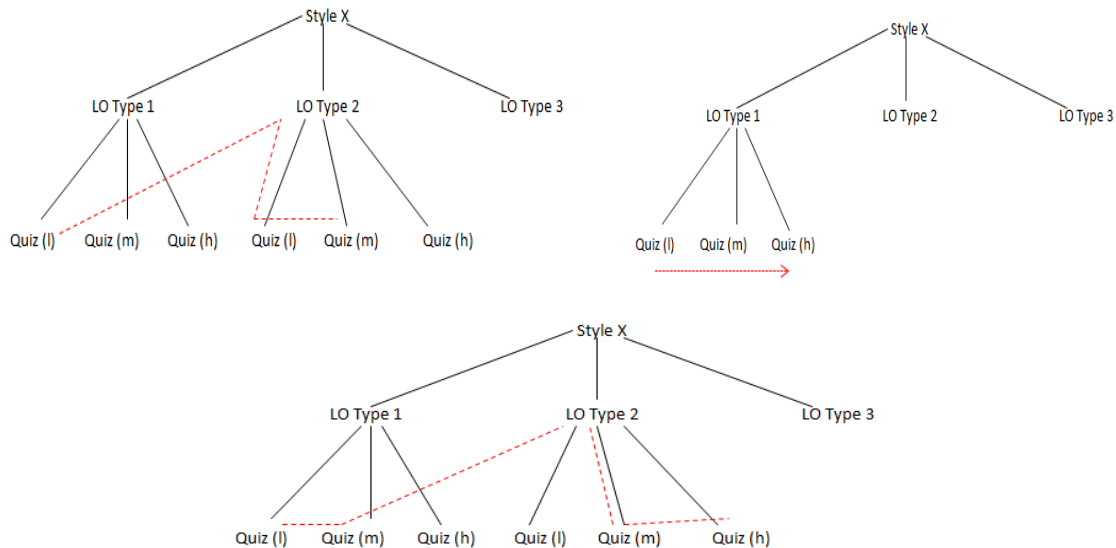 Style X
LO Type 1 LO Type 2 LO Type 3
Quiz (l) Quiz (m) Quiz (h) Quiz (l) Quiz (m) Quiz (h)
Style X
LO Type 1 LO Type 2 LO Type 3
Quiz (l) Quiz (m) Quiz (h)
Style X
LO Type 1 LO Type 2 LO Type 3
Quiz (l) Quiz (m) Quiz (h) Quiz (l) Quiz (m) Quiz (h)